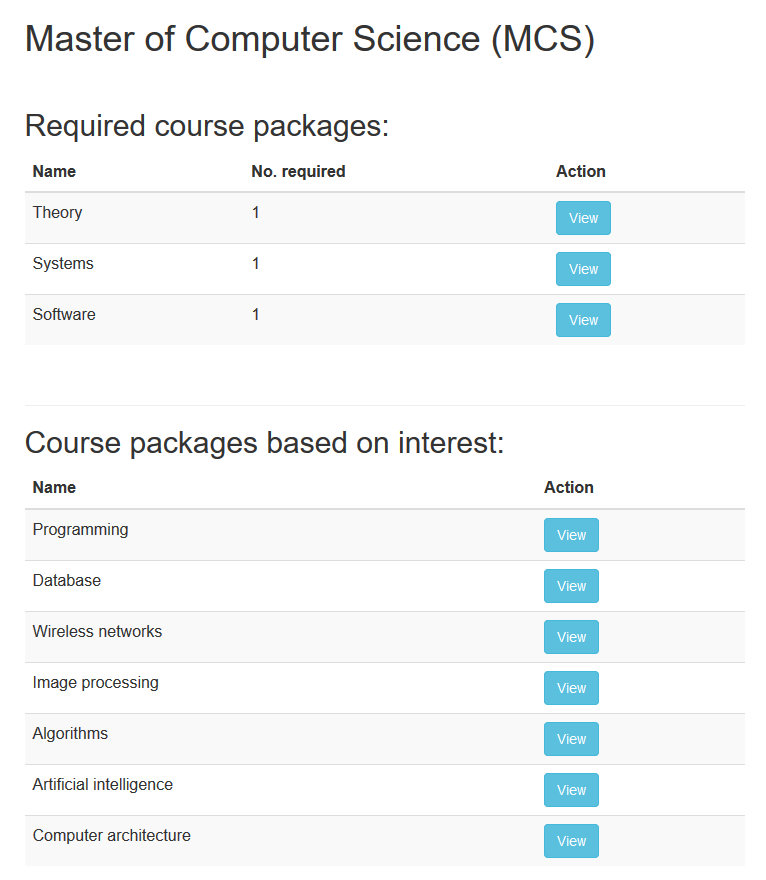 Master of Computer Science (MCS)
Required course packages:
Name No. required Action
Theory 1 View
Systems 1 View
Software 1 View
Course packages based on interest:
Name Action
Programming View
Database View
Wireless networks View
Image processing View
Algorithms View
Artificial intelligence View
Computer architecture View